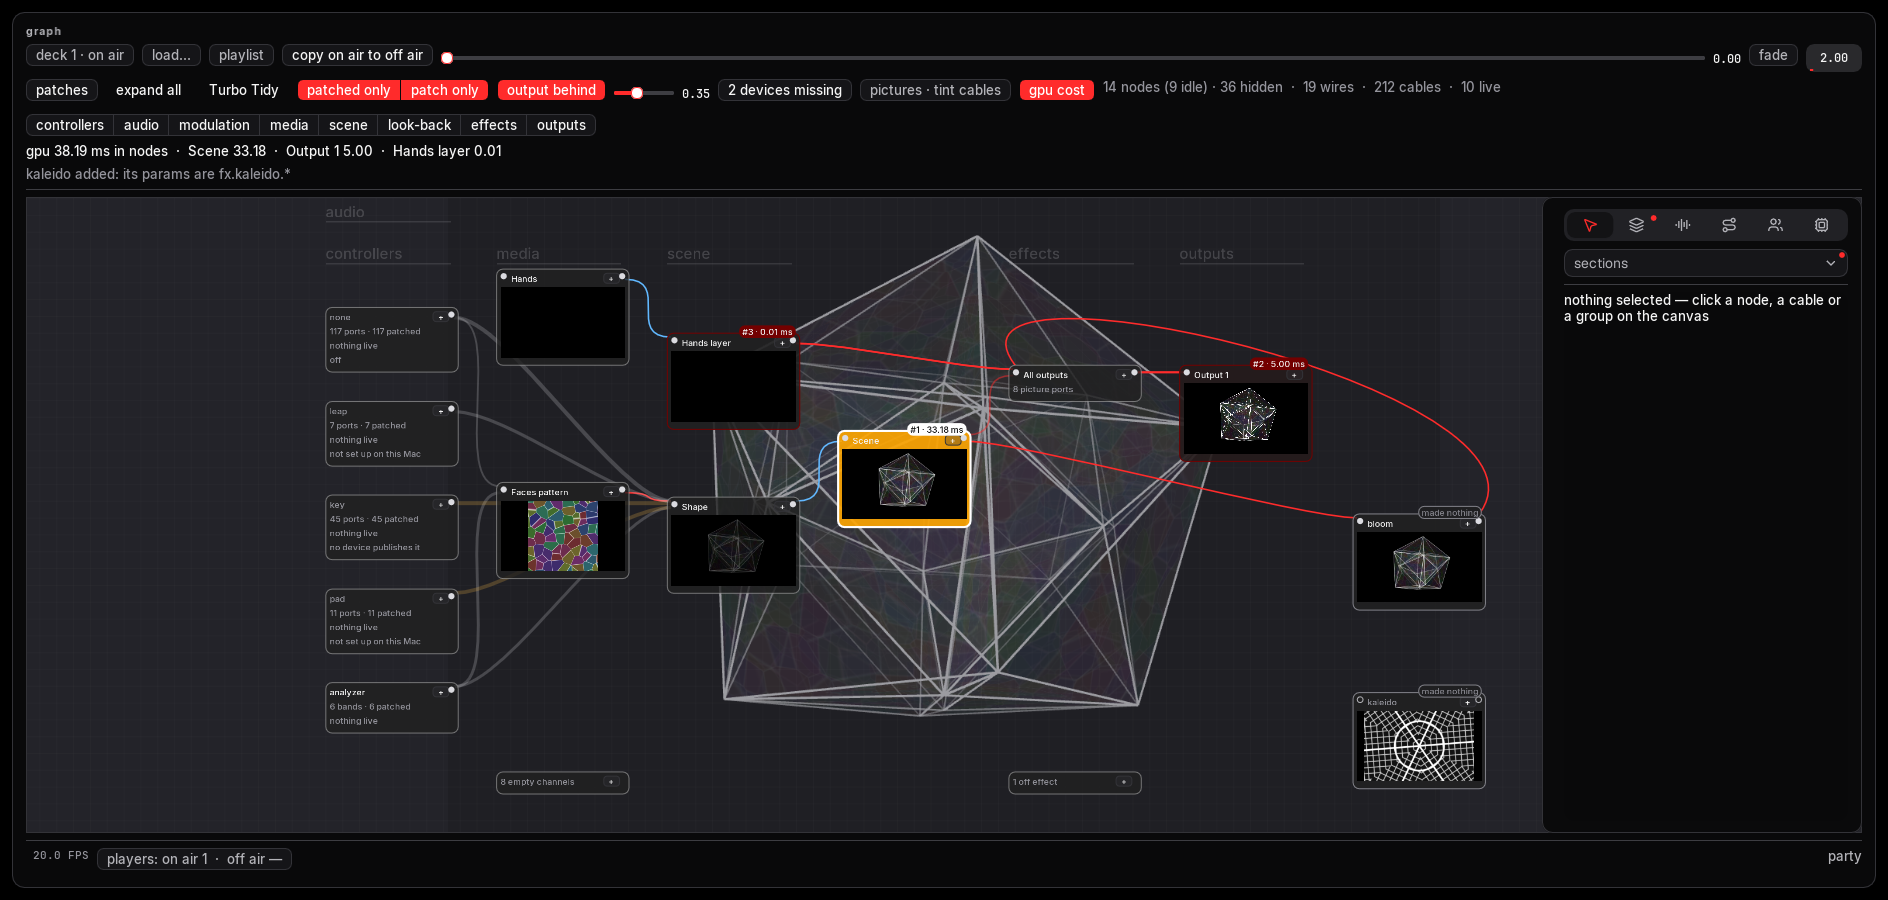 graph
deck 1 · on air load... playlist copy on air to off air 0.00 fade 2.00
patches expand all Turbo Tidy patched only patch only output behind 0.35 2 devices missing pictures · tint cables gpu cost 14 nodes (9 idle) · 36 hidden · 19 wires · 212 cables · 10 live
controllers audio modulation media scene look-back effects outputs
gpu 38.19 ms in nodes · Scene 33.18 · Output 1 5.00 · Hands layer 0.01
kaleido added: its params are fx.kaleido.*
audio
controllers media scene effects outputs
Hands +
none +
117 ports · 117 patched
nothing live
off
#3 · 0.01 ms
Hands layer +
leap +
7 ports · 7 patched
nothing live
not set up on this Mac
key +
45 ports · 45 patched
nothing live
no device publishes it
Faces pattern +
Shape +
#1 · 33.18 ms
Scene +
All outputs +
8 picture ports
#2 · 5.00 ms
Output 1 +
made nothing
bloom +
pad +
11 ports · 11 patched
nothing live
not set up on this Mac
analyzer +
6 bands · 6 patched
nothing live
made nothing
kaleido +
8 empty channels +
1 off effect +
sections
nothing selected — click a node, a cable or
a group on the canvas
20.0 FPS players: on air 1 · off air — party